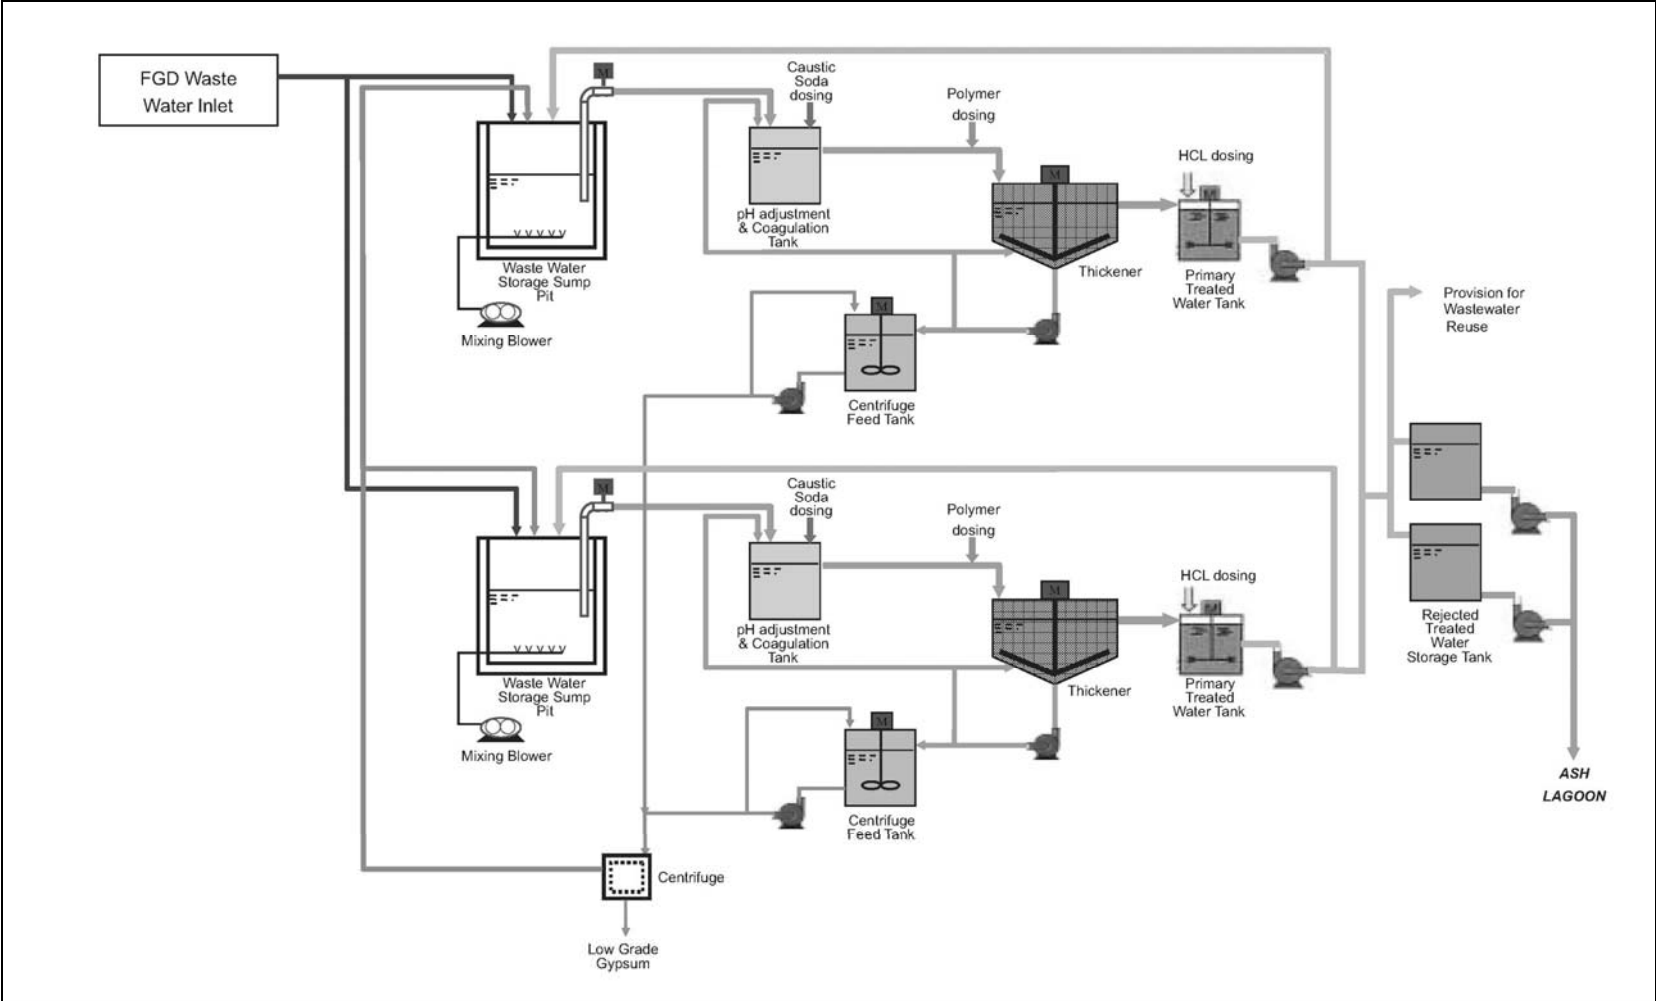 FGD Waste
Water Inlet
M
Caustic
Soda
dosing
Polymer
dosing
M
HCL dosing
M
pH adjustment
& Coagulation
Tank
Waste Water
Storage Sump
Pit
Thickener
Primary
Treated
Water Tank
Mixing Blower
M
Centrifuge
Feed Tank
Provision for
Wastewater
Reuse
M
Caustic
Soda
dosing
Polymer
dosing
M
HCL dosing
M
pH adjustment
& Coagulation
Tank
Waste Water
Storage Sump
Pit
Thickener
Primary
Treated
Water Tank
Rejected
Treated
Water
Storage Tank
Mixing Blower
M
Centrifuge
Feed Tank
ASH
LAGOON
Centrifuge
Low Grade
Gypsum